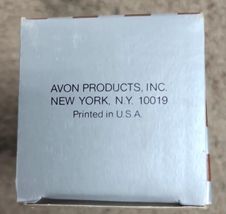 AVON PRODUCTS, INC.
NEW YORK, N.Y. 10019
Printed in U.S.A.